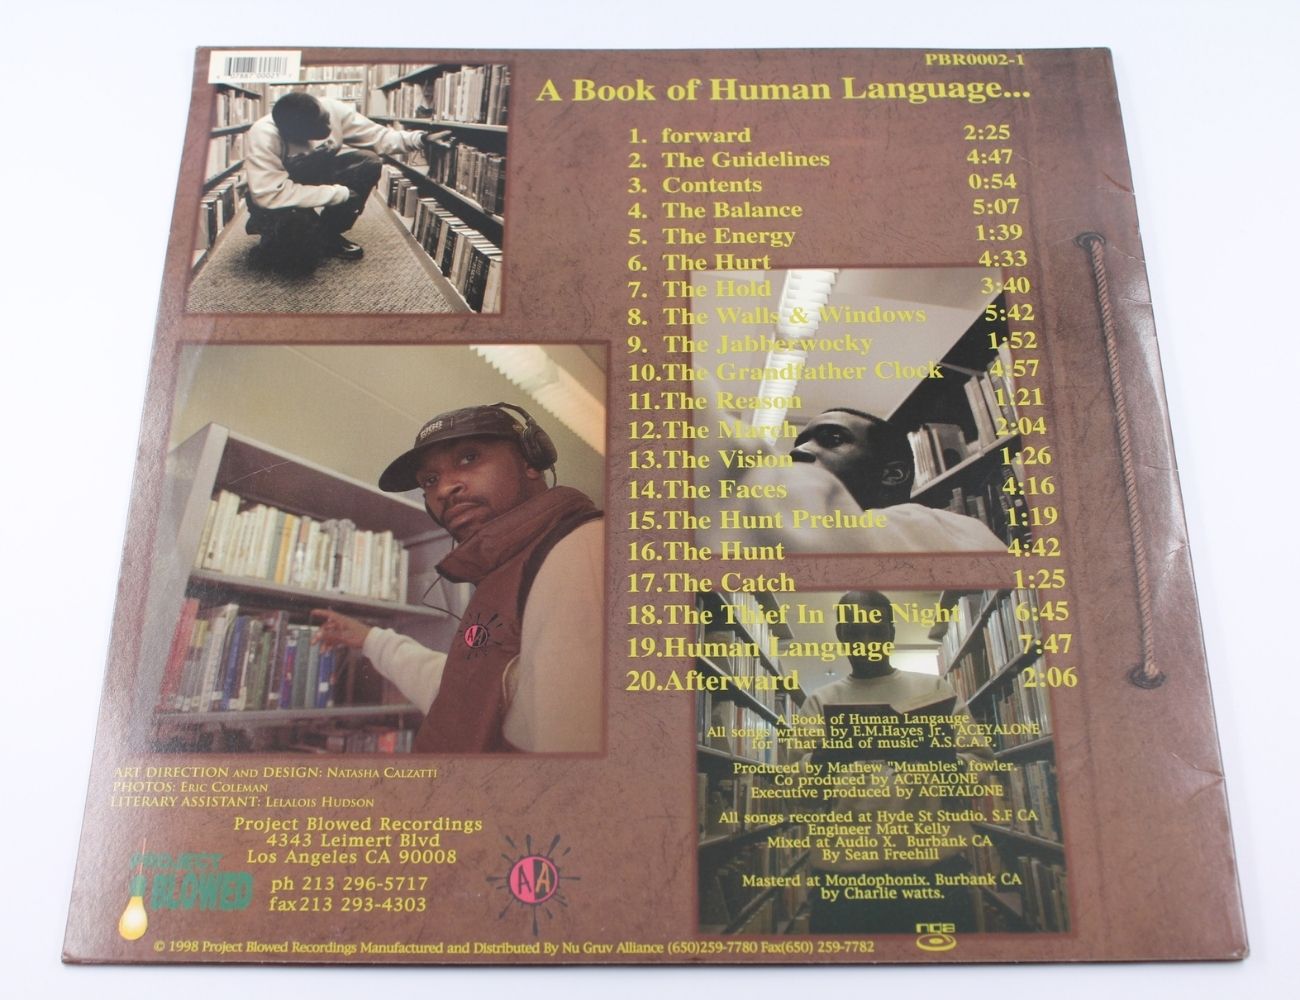 PBR0002-1
A Book of Human Language...
1. forward 2:25
2. The Guidelines 4:47
3. Contents 0:54
4. The Balance 5:07
5. The Energy 1:39
6. The Hurt 4:33
7. The Hold 3:40
8. The Walls & Windows 5:42
9. The Jabberwocky 1:52
10. The Grandfather Clock 4:57
11. The Reason 1:21
12. The March 2:04
13. The Vision 1:26
14. The Faces 4:16
15. The Hunt Prelude 1:19
16. The Hunt 4:42
17. The Catch 1:25
18. The Thief In The Night 6:45
19. Human Language 7:47
20. Afterward 2:06
A Book of Human Langauge
All songs written by E.M.Hayes Jr. "ACEYALONE
for "That kind of music" A.S.C.A.P.
Produced by Mathew "Mumbles" fowler.
Co produced by ACEYALONE
Executive produced by ACEYALONE
All songs recorded at Hyde St Studio. S.F CA
Engineer Matt Kelly
Mixed at Audio X. Burbank CA
By Sean Freehill
Masterd at Mondophonix. Burbank CA
by Charlie watts.
nga
AA
ART DIRECTION AND DESIGN: NATASHA CALZATTI
PHOTOS: ERIC COLEMAN
LITERARY ASSISTANT: LELALOIS HUDSON
Project Blowed Recordings
4343 Leimert Blvd
Los Angeles CA 90008
ph 213 296-5717
fax 213 293-4303
PROJECT
BLOWED
AA
© 1998 Project Blowed Recordings Manufactured and Distributed By Nu Gruv Alliance (650)259-7780 Fax(650) 259-7782